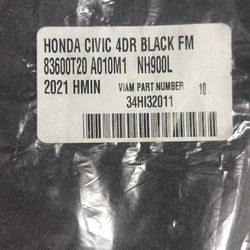 HONDA CIVIC 4DR BLACK FM
83600T20 A010M1 NH900L
2021 HMIN VIAM PART NUMBER 10
34HI32011